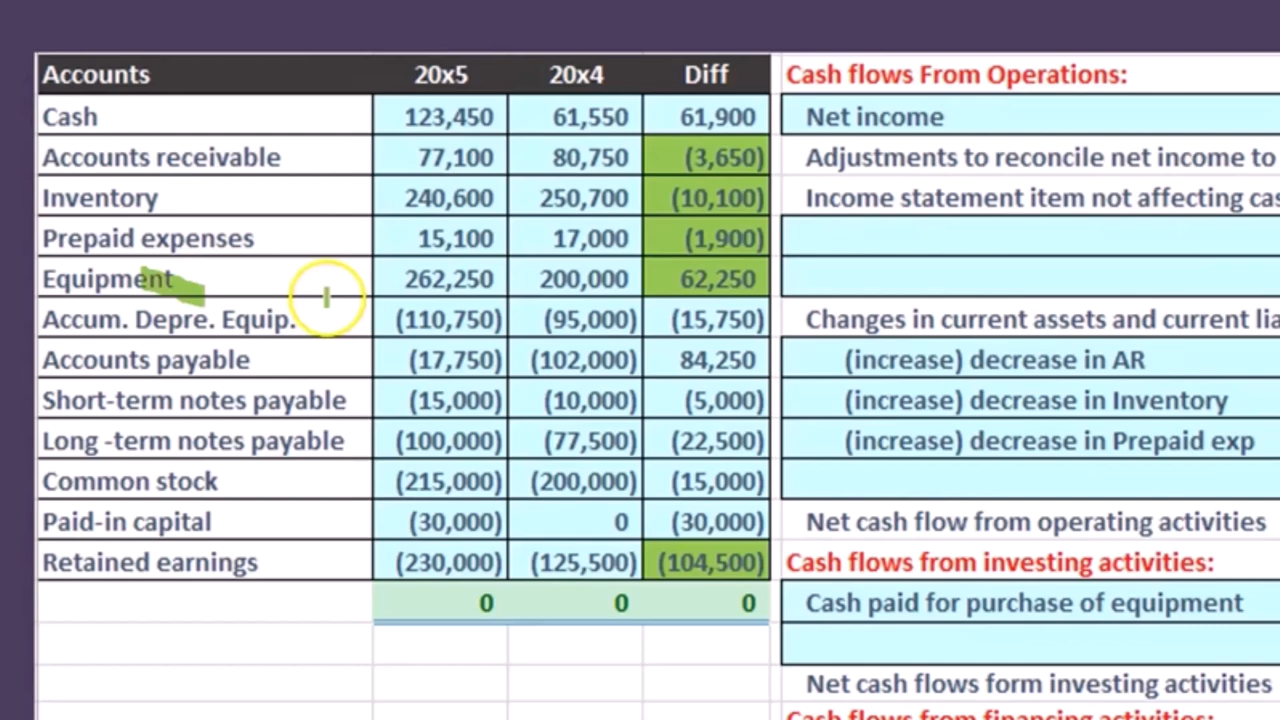 Accounts 20x5 20x4 Diff
Cash 123,450 61,550 61,900
Accounts receivable 77,100 80,750 (3,650)
Inventory 240,600 250,700 (10,100)
Prepaid expenses 15,100 17,000 (1,900)
Equipment 262,250 200,000 62,250
Accum. Depre. Equip. (110,750) (95,000) (15,750)
Accounts payable (17,750) (102,000) 84,250
Short-term notes payable (15,000) (10,000) (5,000)
Long -term notes payable (100,000) (77,500) (22,500)
Common stock (215,000) (200,000) (15,000)
Paid-in capital (30,000) 0 (30,000)
Retained earnings (230,000) (125,500) (104,500)
0 0 0
Cash flows From Operations:
Net income
Adjustments to reconcile net income to
Income statement item not affecting cas
Changes in current assets and current lia
(increase) decrease in AR
(increase) decrease in Inventory
(increase) decrease in Prepaid exp
Net cash flow from operating activities
Cash flows from investing activities:
Cash paid for purchase of equipment
Net cash flows form investing activities
Cash flows from financing activities: